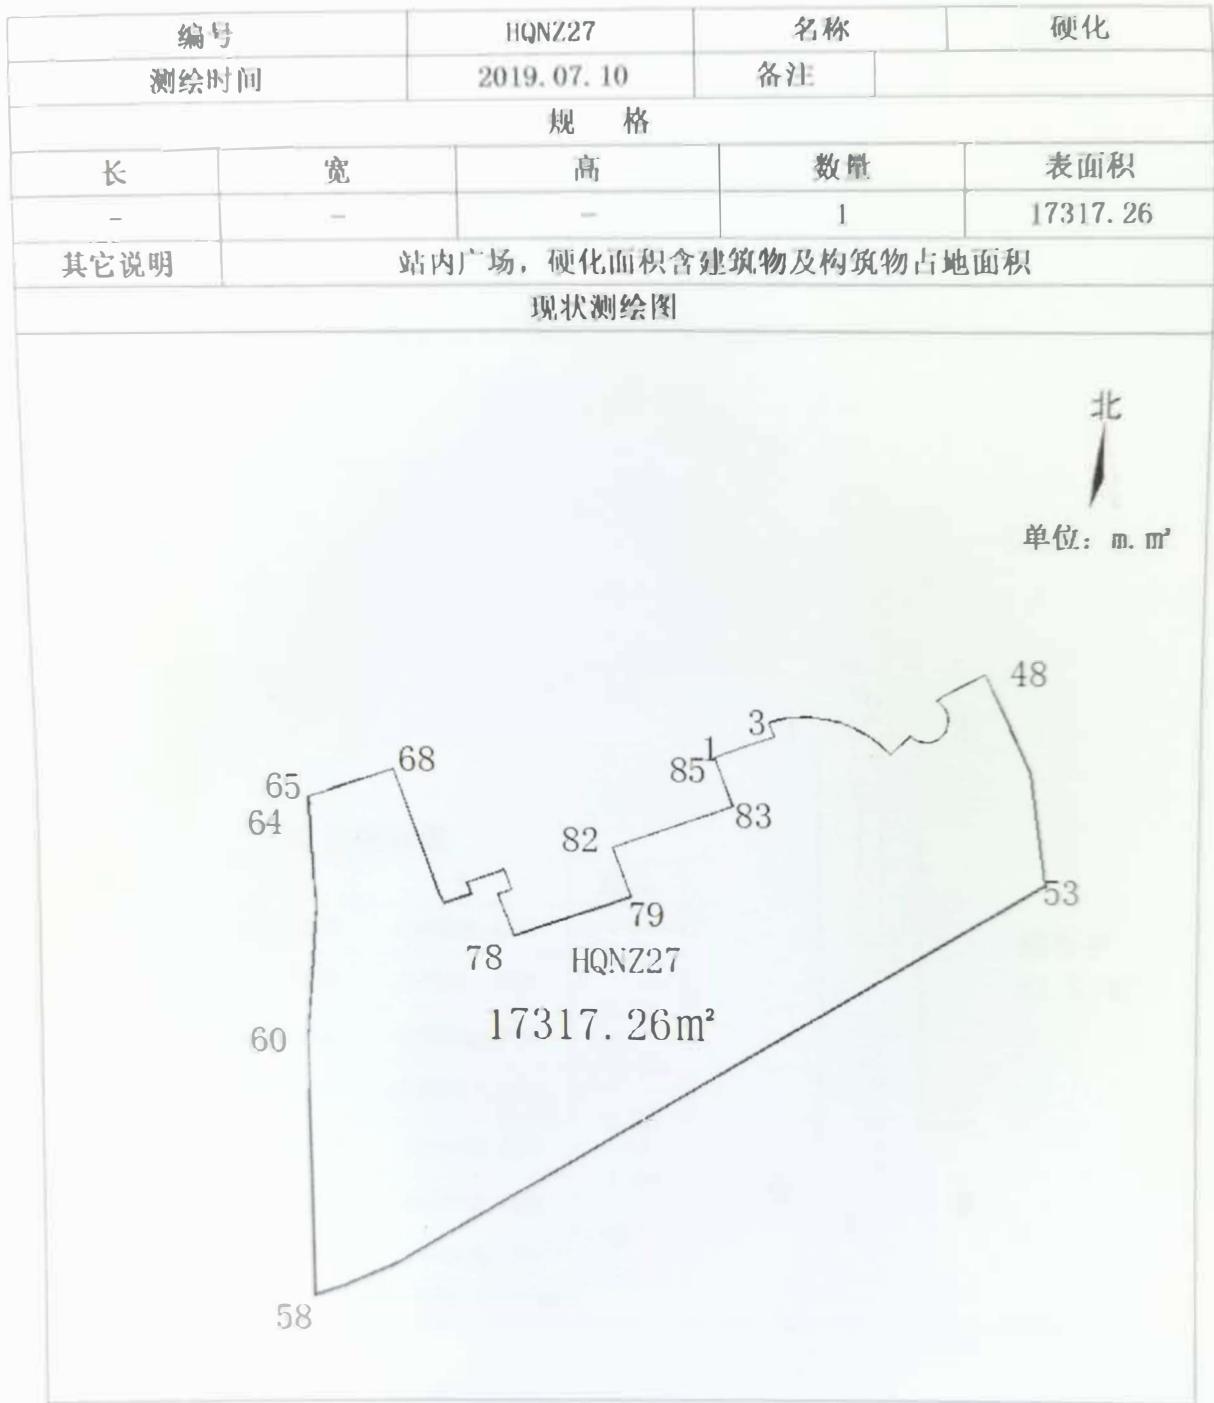 编号 HQNZ27 名称 硬化
测绘时间 2019.07.10 备注
规 格
长 宽 高 数量 表面积
- - - 1 17317.26
其它说明 站内广场，硬化面积含建筑物及构筑物占地面积
现状测绘图
北
单位：m.㎡
48
3
1
68
85
65
83
64
82
53
79
78
HQNZ27
17317.26m²
60
58